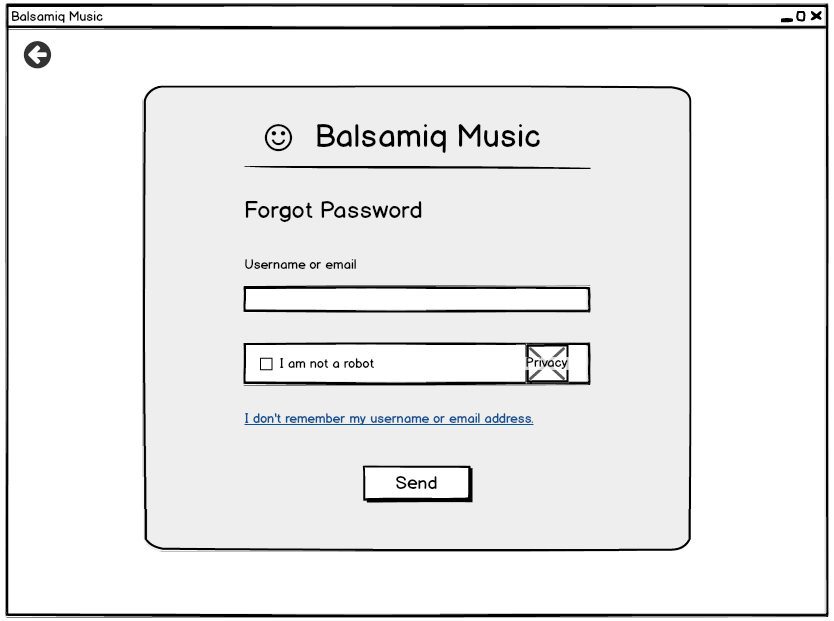 Balsamiq Music
Balsamiq Music
Forgot Password
Username or email
I am not a robot
Privacy
I don't remember my username or email address.
Send